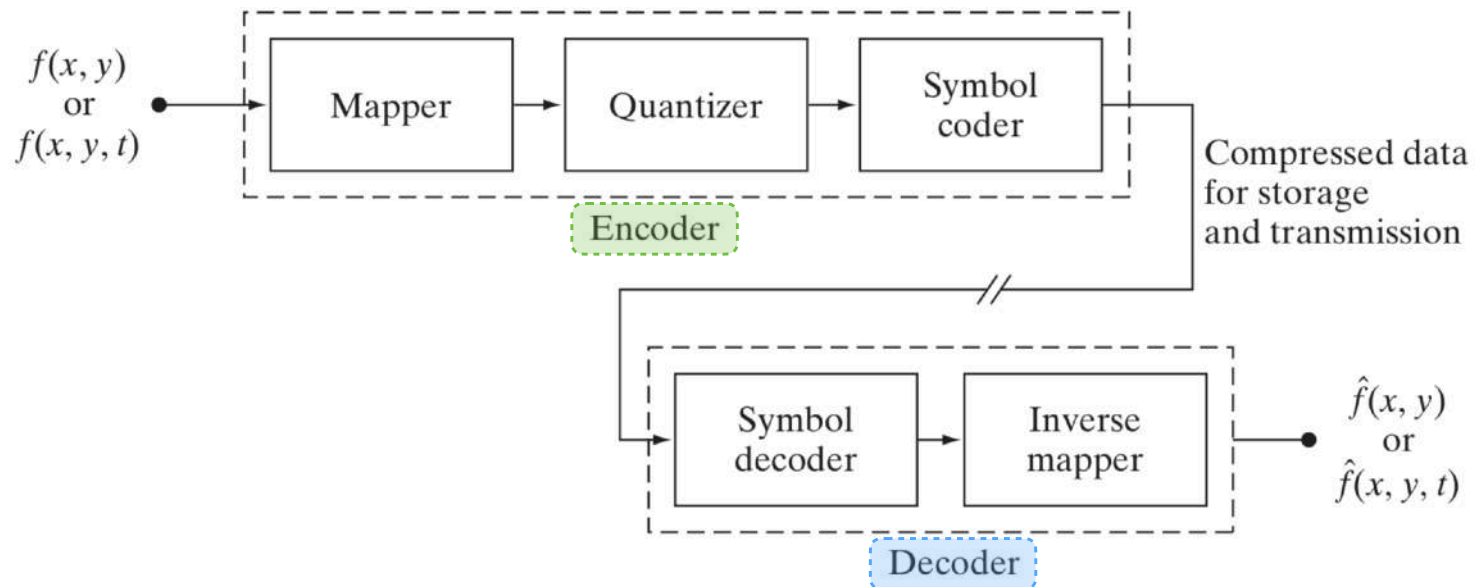 f(x, y)
or
f(x, y, t)
Mapper
Quantizer
Symbol
coder
Compressed data
for storage
and transmission
Encoder
Symbol
decoder
Inverse
mapper
f̂(x, y)
or
f̂(x, y, t)
Decoder